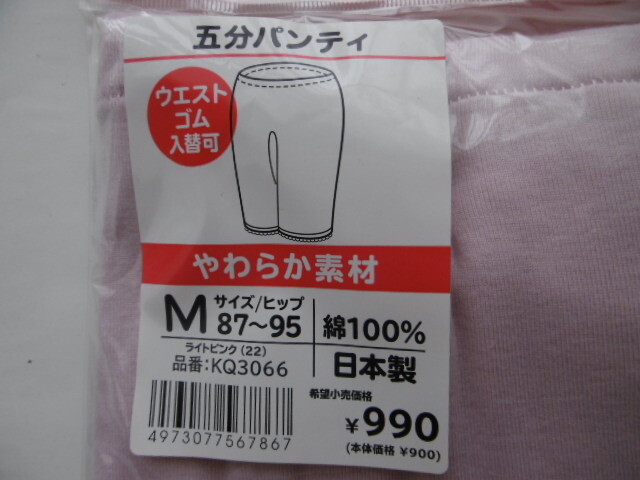 五分パンティ
ウエスト
ゴム
入替可
やわらか素材
M サイズ/ヒップ
87〜95
ライトピンク(22)
品番:KQ3066
綿100%
日本製
4973077567867
希望小売価格
¥990
(本体価格 ¥900)